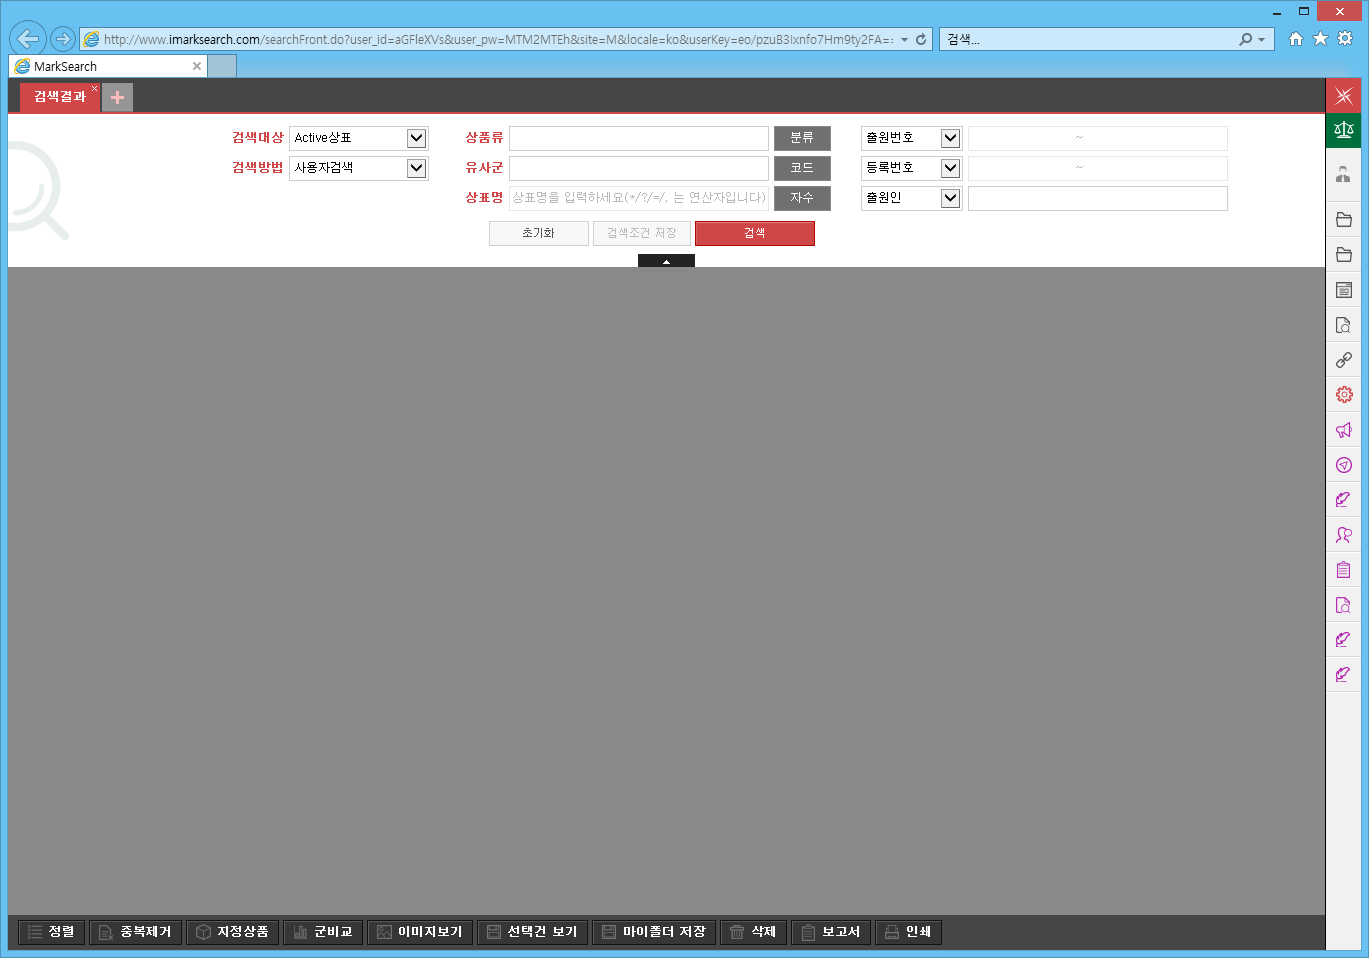 http://www.imarksearch.com/searchFront.do?user_id=aGFleXVs&user_pw=MTM2MTEh&site=M&locale=ko&userKey=eo/pzuB3lxnfo7Hm9ty2FA=:
검색...
MarkSearch
검색결과
검색대상 Active상표 상품류 분류 출원번호 ~
검색방법 사용자검색 유사군 코드 등록번호 ~
상표명 상표명을 입력하세요(*/?/=/, 는 연산자입니다) 자수 출원인
초기화 검색조건 저장 검색
정렬 중복제거 지정상품 군비교 이미지보기 선택건 보기 마이폴더 저장 삭제 보고서 인쇄